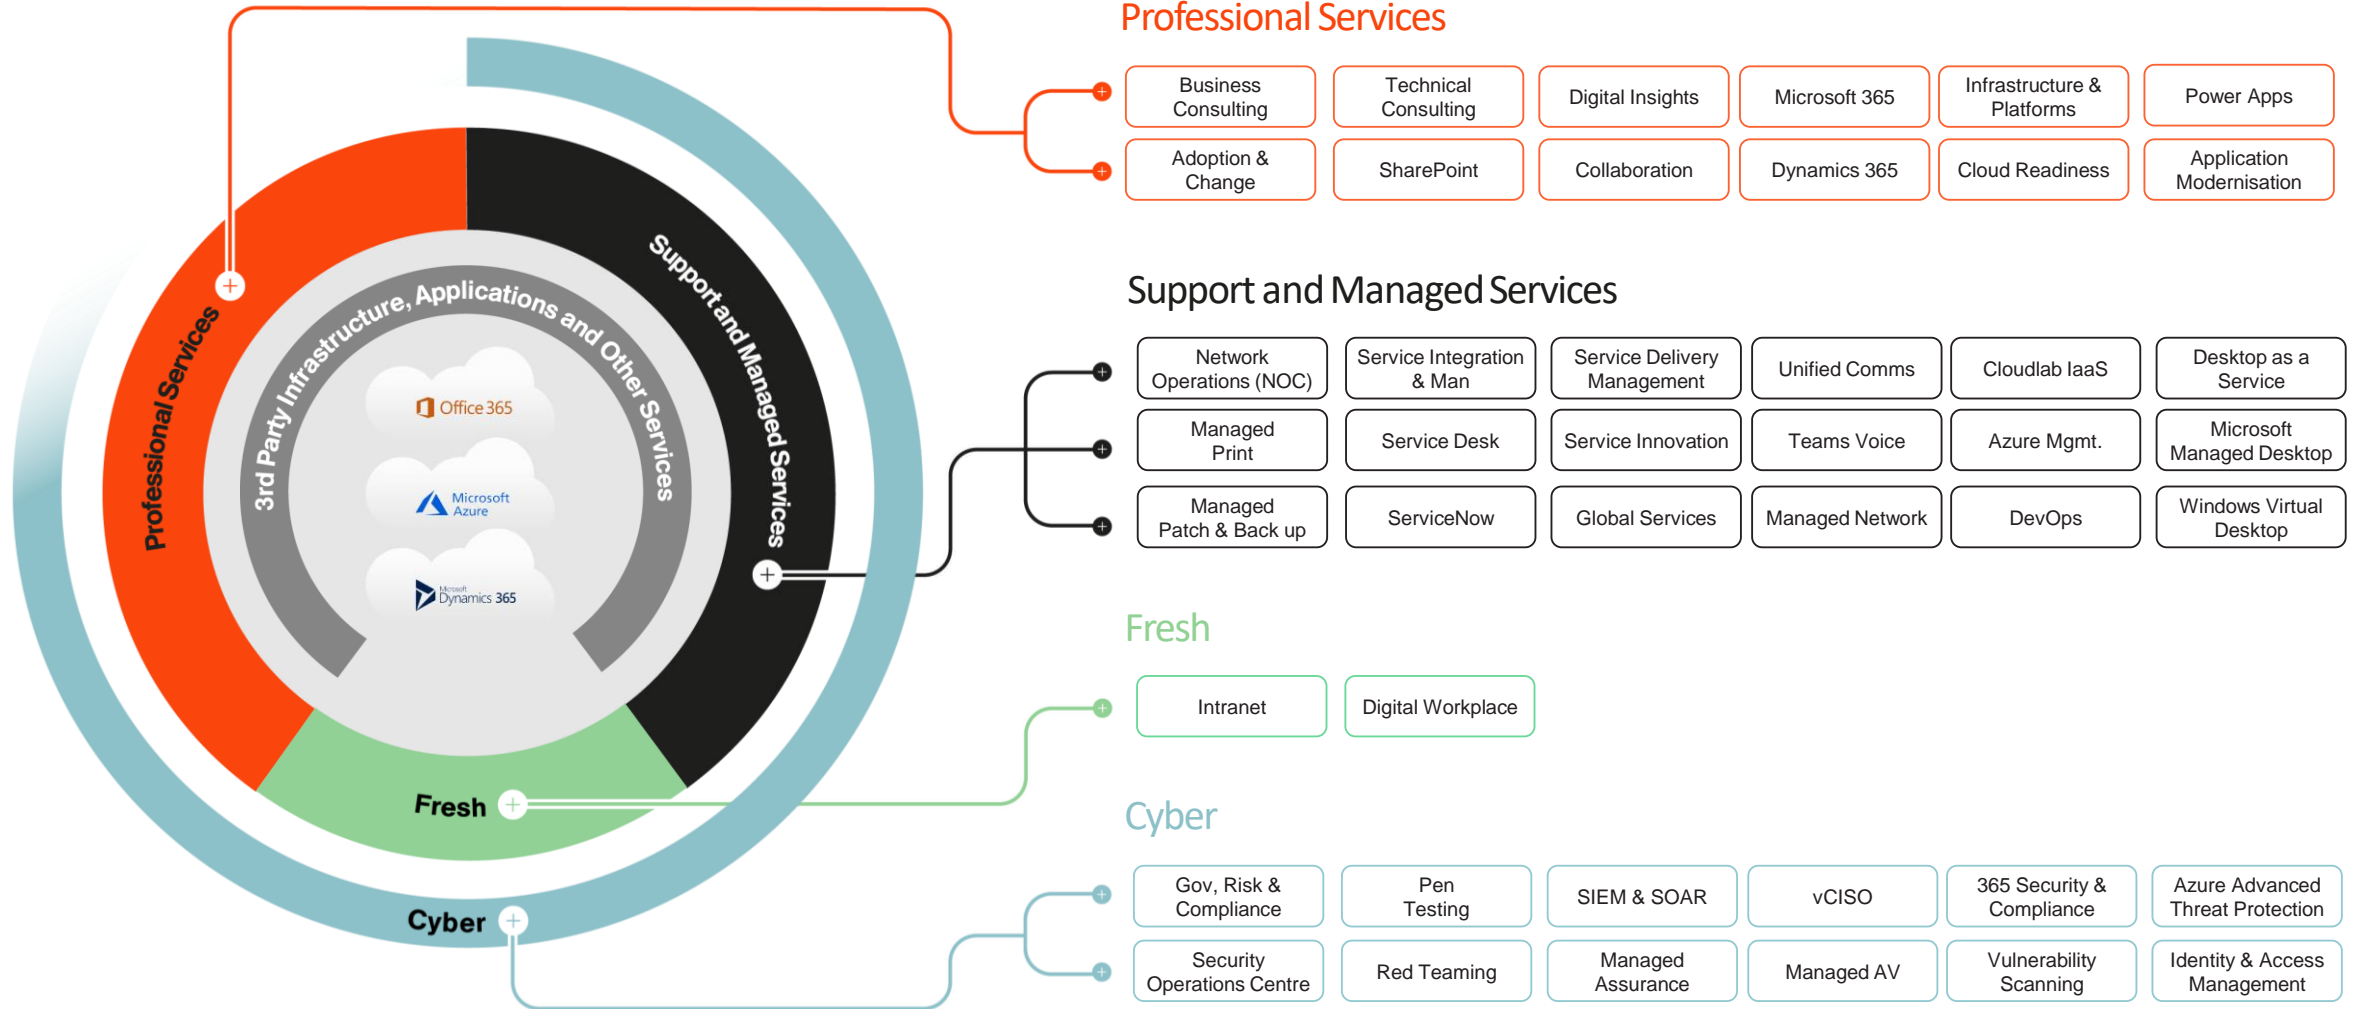 Professional Services
Business
Consulting
Technical
Consulting
Digital Insights
Microsoft 365
Infrastructure &
Platforms
Power Apps
Adoption &
Change
SharePoint
Collaboration
Dynamics 365
Cloud Readiness
Application
Modernisation
Support and Managed Services
Network
Operations (NOC)
Service Integration
& Man
Service Delivery
Management
Unified Comms
Cloudlab IaaS
Desktop as a
Service
Managed
Print
Service Desk
Service Innovation
Teams Voice
Azure Mgmt.
Microsoft
Managed Desktop
Managed
Patch & Back up
ServiceNow
Global Services
Managed Network
DevOps
Windows Virtual
Desktop
Fresh
Intranet
Digital Workplace
Cyber
Gov, Risk &
Compliance
Pen
Testing
SIEM & SOAR
vCISO
365 Security &
Compliance
Azure Advanced
Threat Protection
Security
Operations Centre
Red Teaming
Managed
Assurance
Managed AV
Vulnerability
Scanning
Identity & Access
Management
Professional Services
Support and Managed Services
3rd Party Infrastructure, Applications and Other Services
Office 365
Microsoft
Azure
Microsoft
Dynamics 365
Fresh
Cyber